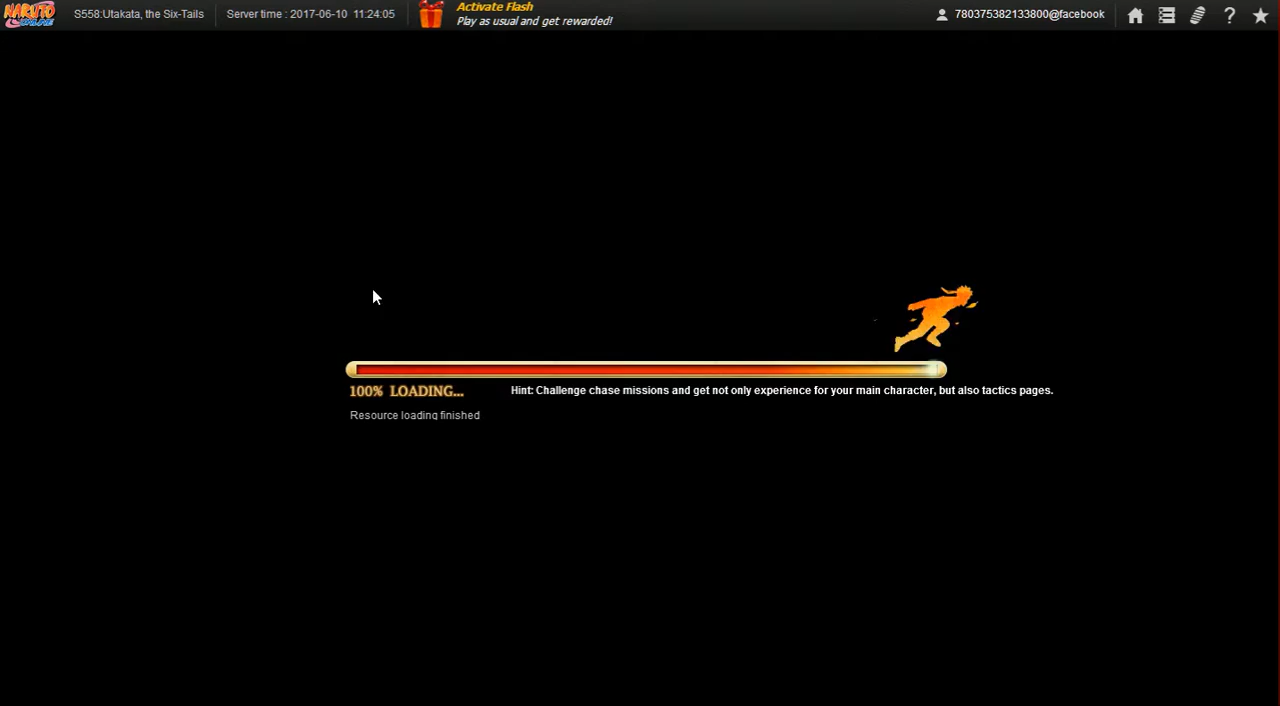 NARUTO
ONLINE
S558:Utakata, the Six-Tails
Server time : 2017-06-10 11:24:05
Activate Flash
Play as usual and get rewarded!
780375382133800@facebook
?
100% LOADING...
Hint: Challenge chase missions and get not only experience for your main character, but also tactics pages.
Resource loading finished